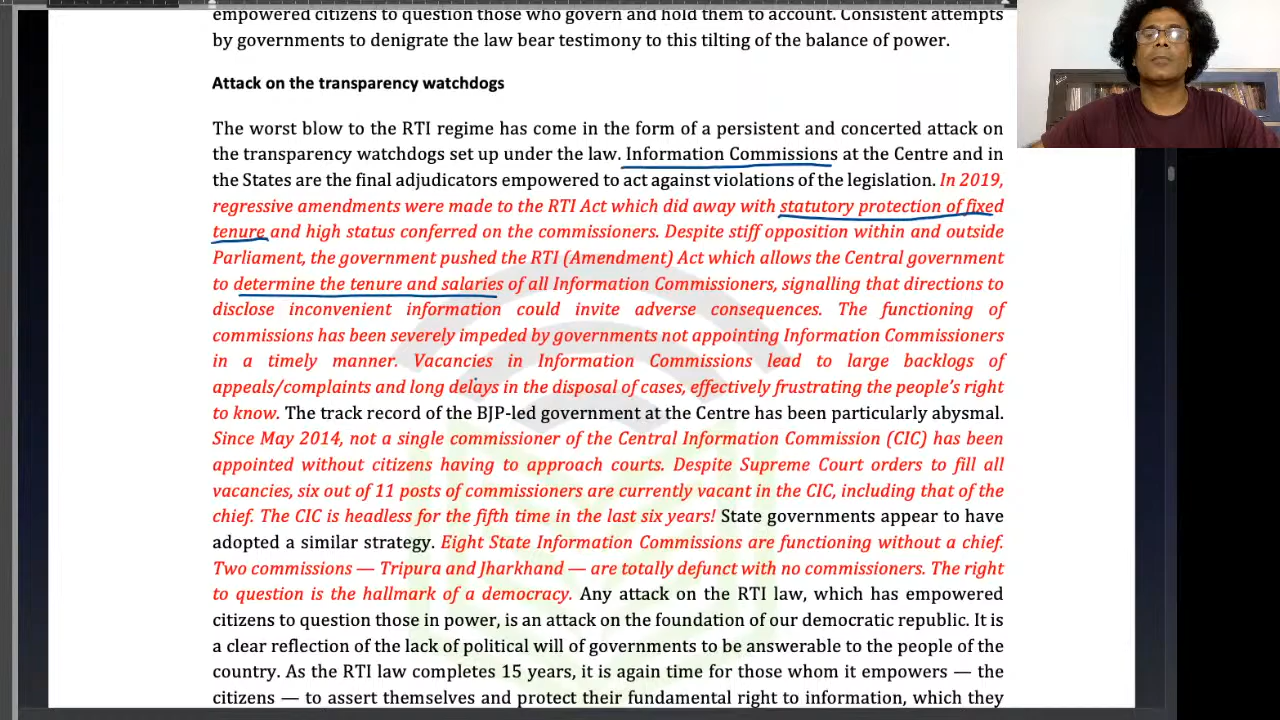 empowered citizens to question those who govern and hold them to account. Consistent attempts
by governments to denigrate the law bear testimony to this tilting of the balance of power.
Attack on the transparency watchdogs
The worst blow to the RTI regime has come in the form of a persistent and concerted attack on
the transparency watchdogs set up under the law. Information Commissions at the Centre and in
the States are the final adjudicators empowered to act against violations of the legislation. In 2019,
regressive amendments were made to the RTI Act which did away with statutory protection of fixed
tenure and high status conferred on the commissioners. Despite stiff opposition within and outside
Parliament, the government pushed the RTI (Amendment) Act which allows the Central government
to determine the tenure and salaries of all Information Commissioners, signalling that directions to
disclose inconvenient information could invite adverse consequences. The functioning of
commissions has been severely impeded by governments not appointing Information Commissioners
in a timely manner. Vacancies in Information Commissions lead to large backlogs of
appeals/complaints and long delays in the disposal of cases, effectively frustrating the people's right
to know. The track record of the BJP-led government at the Centre has been particularly abysmal.
Since May 2014, not a single commissioner of the Central Information Commission (CIC) has been
appointed without citizens having to approach courts. Despite Supreme Court orders to fill all
vacancies, six out of 11 posts of commissioners are currently vacant in the CIC, including that of the
chief. The CIC is headless for the fifth time in the last six years! State governments appear to have
adopted a similar strategy. Eight State Information Commissions are functioning without a chief.
Two commissions — Tripura and Jharkhand — are totally defunct with no commissioners. The right
to question is the hallmark of a democracy. Any attack on the RTI law, which has empowered
citizens to question those in power, is an attack on the foundation of our democratic republic. It is
a clear reflection of the lack of political will of governments to be answerable to the people of the
country. As the RTI law completes 15 years, it is again time for those whom it empowers — the
citizens — to assert themselves and protect their fundamental right to information, which they